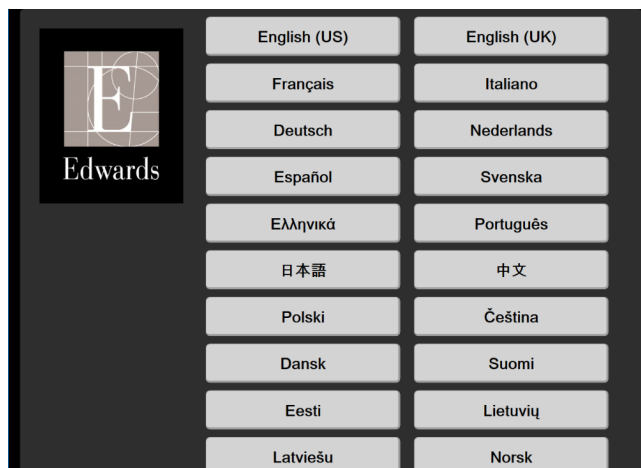 E
Edwards
English (US)
English (UK)
Français
Italiano
Deutsch
Nederlands
Español
Svenska
Ελληνικά
Português
日本語
中文
Polski
Čeština
Dansk
Suomi
Eesti
Lietuvių
Latviešu
Norsk